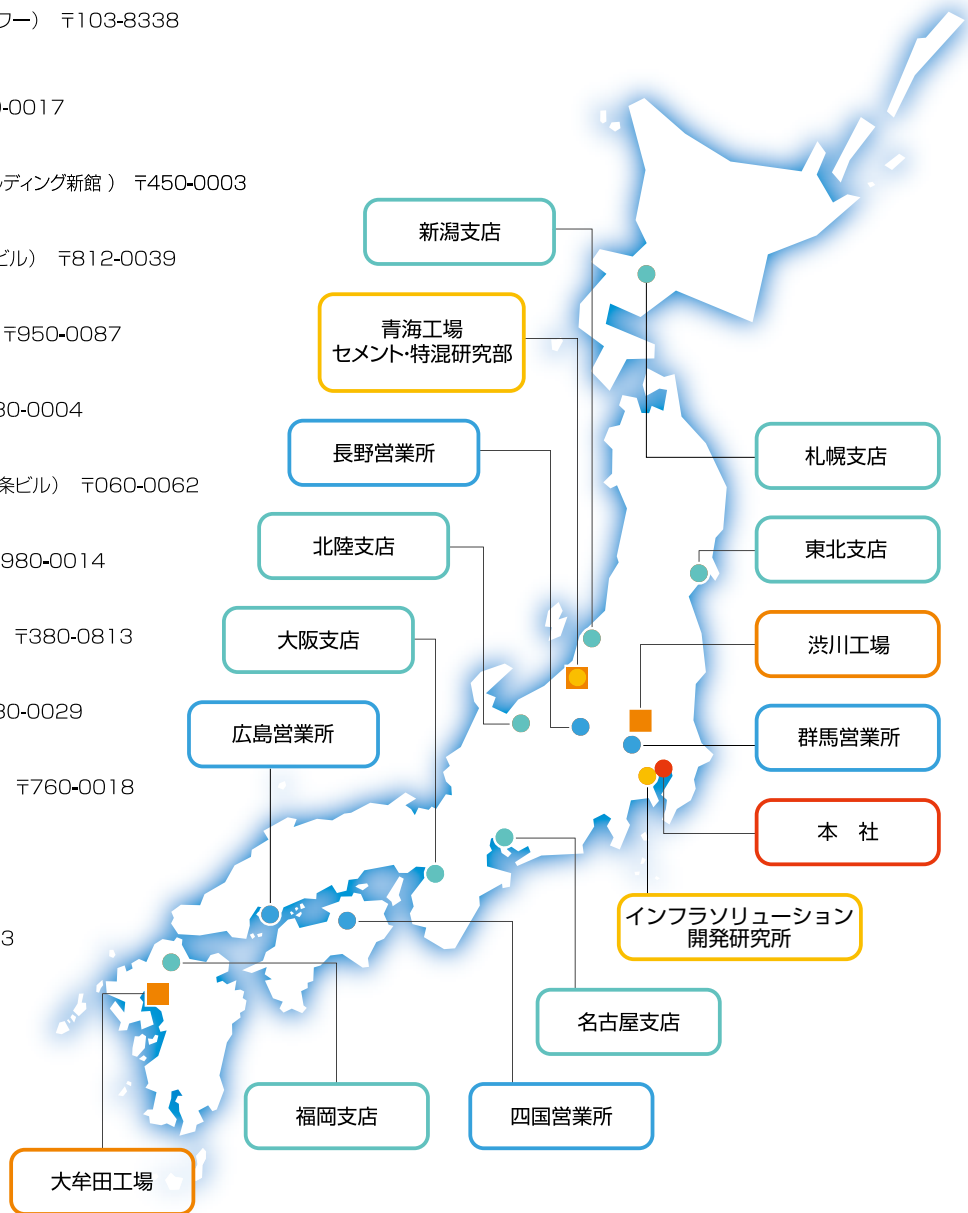 ワー） 〒103-8338
0-0017
ルディング新館 ） 〒450-0003
ビル） 〒812-0039
〒950-0087
30-0004
条ビル） 〒060-0062
980-0014
〒380-0813
30-0029
〒760-0018
3
新潟支店
青海工場
セメント・特混研究部
長野営業所
北陸支店
大阪支店
広島営業所
札幌支店
東北支店
渋川工場
群馬営業所
本　社
インフラソリューション
開発研究所
名古屋支店
四国営業所
福岡支店
大牟田工場